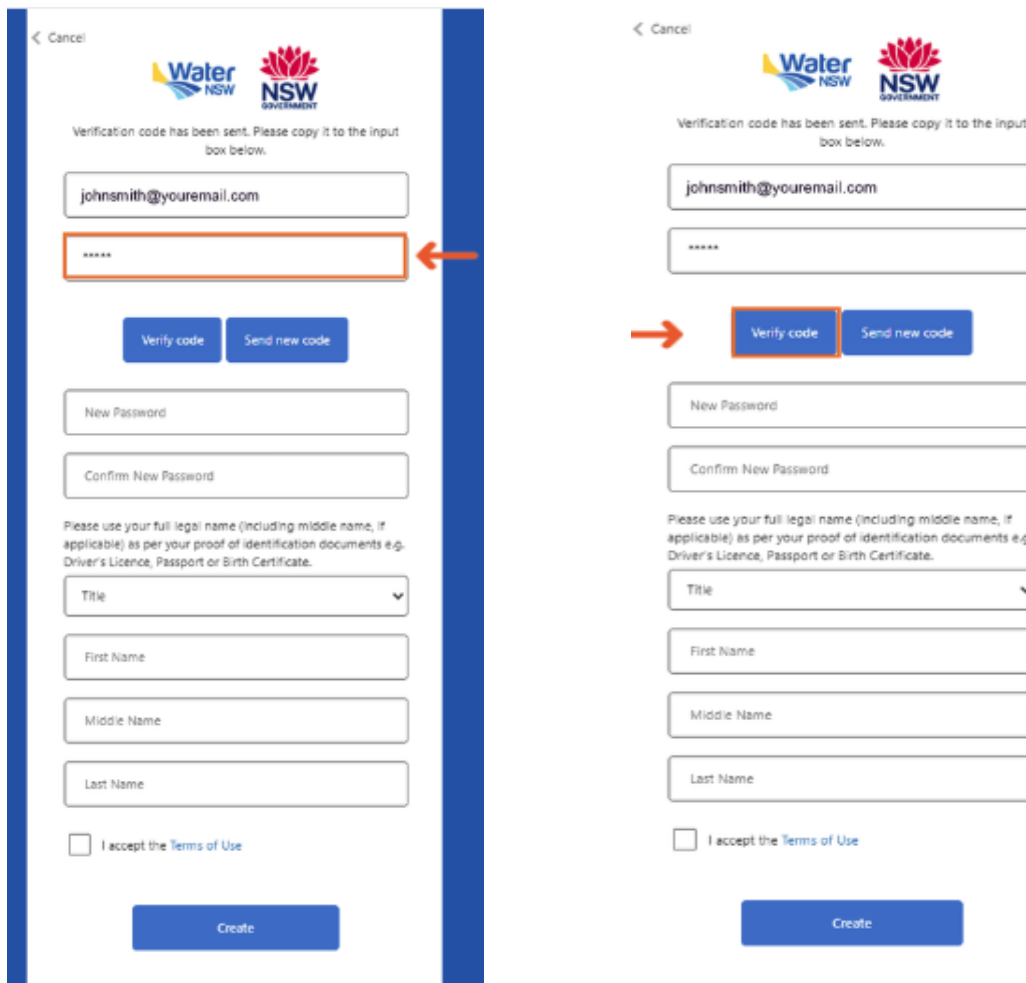 Cancel
Water
NSW
NSW
GOVERNMENT
Verification code has been sent. Please copy it to the input
box below.
johnsmith@youremail.com
*****
Verify code
Send new code
New Password
Confirm New Password
Please use your full legal name (including middle name, if
applicable) as per your proof of identification documents e.g.
Driver's Licence, Passport or Birth Certificate.
Title
First Name
Middle Name
Last Name
I accept the Terms of Use
Create
Cancel
Water
NSW
NSW
GOVERNMENT
Verification code has been sent. Please copy it to the input
box below.
johnsmith@youremail.com
*****
Verify code
Send new code
New Password
Confirm New Password
Please use your full legal name (including middle name, if
applicable) as per your proof of identification documents e.g
Driver's Licence, Passport or Birth Certificate.
Title
First Name
Middle Name
Last Name
I accept the Terms of Use
Create